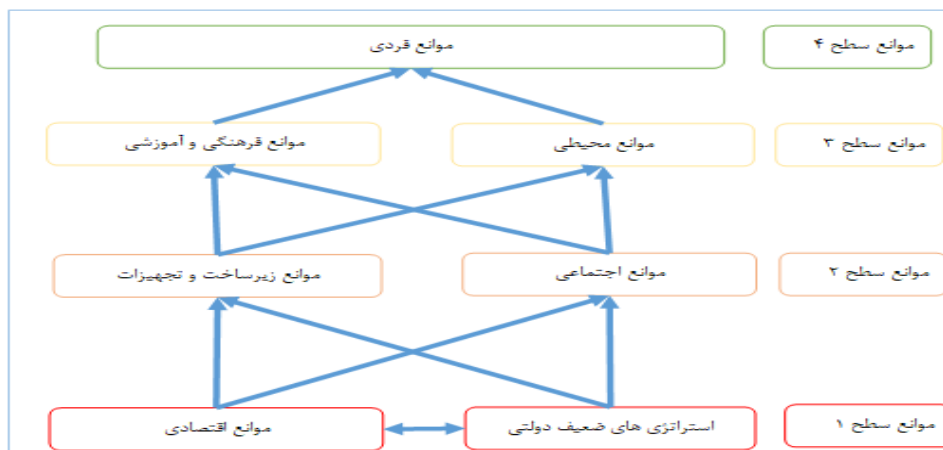 موانع سطح ۴
موانع فردی
موانع سطح ۳
موانع محیطی
موانع فرهنگی و آموزشی
موانع سطح ۲
موانع اجتماعی
موانع زیرساخت و تجهیزات
موانع سطح ۱
استراتژی های ضعیف دولتی
موانع اقتصادی